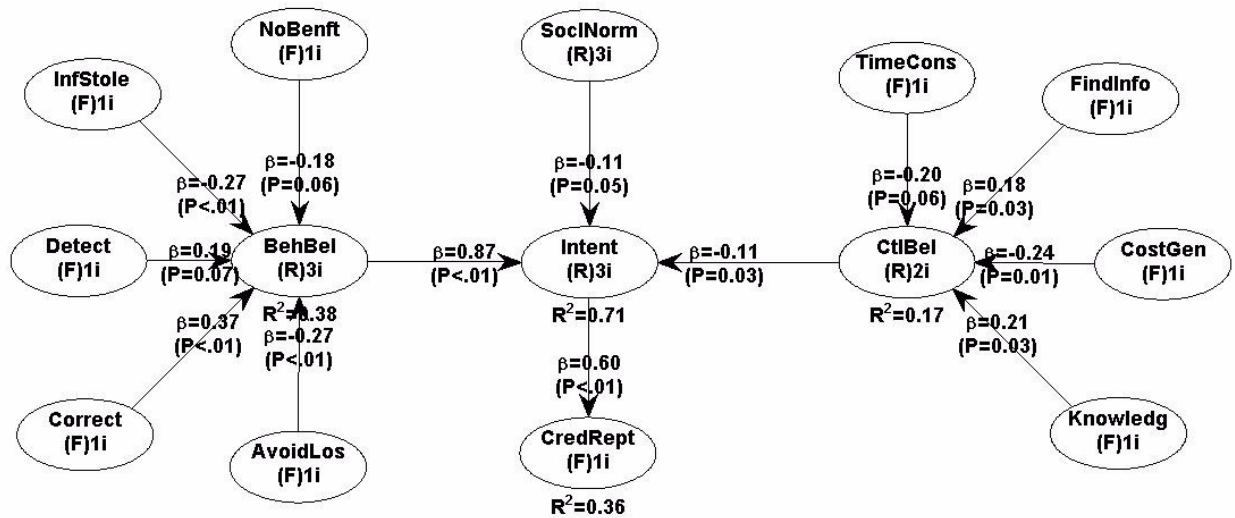 NoBenft
(F)1i
SoclNorm
(R)3i
TimeCons
(F)1i
InfStole
(F)1i
FindInfo
(F)1i
β=-0.18
(P=0.06)
β=-0.11
(P=0.05)
β=-0.20
(P=0.06)
β=-0.27
(P<.01)
β=0.18
(P=0.03)
Detect
(F)1i
β=0.19
(P=0.07)
BehBel
(R)3i
R²=0.38
β=0.87
(P<.01)
Intent
(R)3i
R²=0.71
β=-0.11
(P=0.03)
CtlBel
(R)2i
R²=0.17
β=-0.24
(P=0.01)
CostGen
(F)1i
β=0.37
(P<.01)
β=-0.27
(P<.01)
β=0.60
(P<.01)
β=0.21
(P=0.03)
Correct
(F)1i
AvoidLos
(F)1i
CredRept
(F)1i
R²=0.36
Knowledg
(F)1i